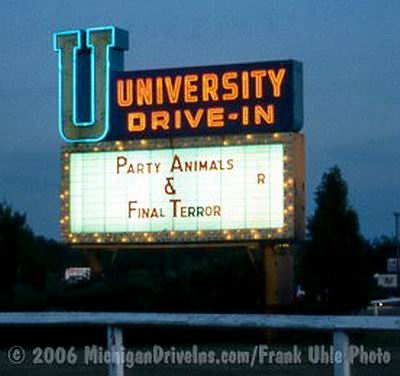 U
UNIVERSITY
DRIVE-IN
PARTY ANIMALS
&
R
FINAL TERROR
© 2006 MichiganDriveIns.com/Frank Uhle Photo